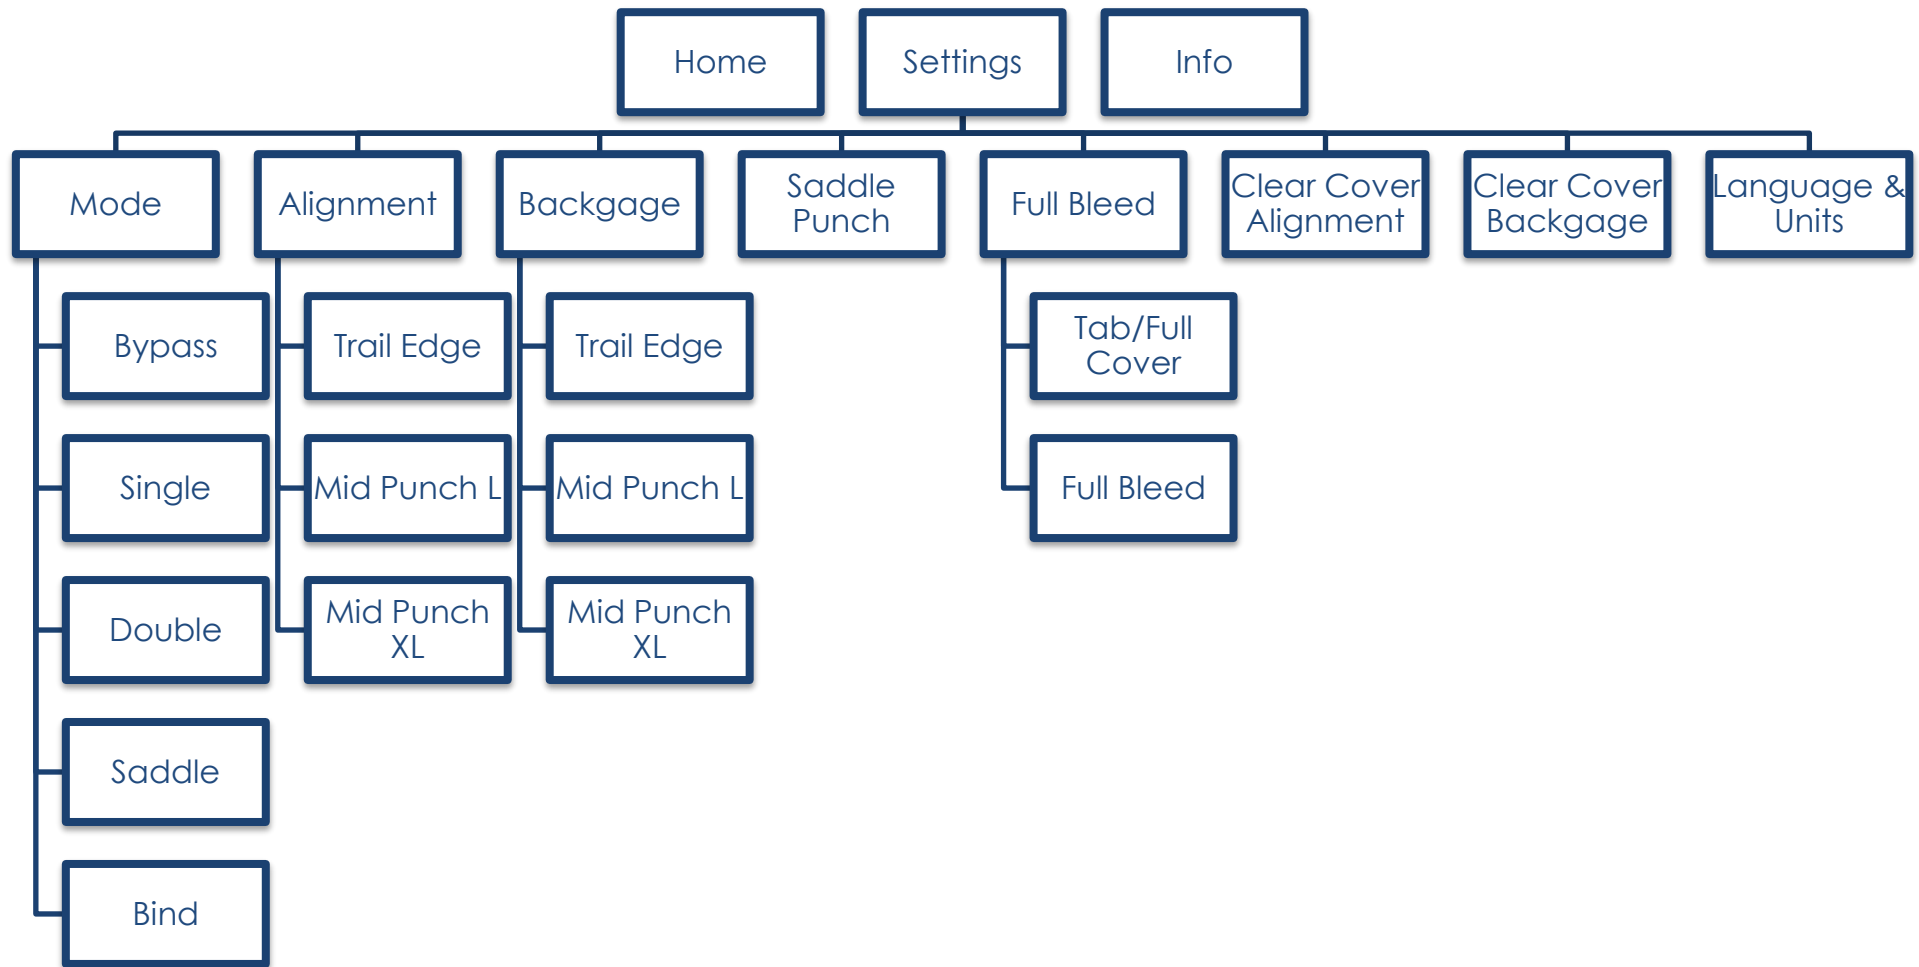 Home
Settings
Info
Mode
Alignment
Backgage
Saddle
Punch
Full Bleed
Clear Cover
Alignment
Clear Cover
Backgage
Language &
Units
Bypass
Trail Edge
Trail Edge
Tab/Full
Cover
Single
Mid Punch L
Mid Punch L
Full Bleed
Double
Mid Punch
XL
Mid Punch
XL
Saddle
Bind